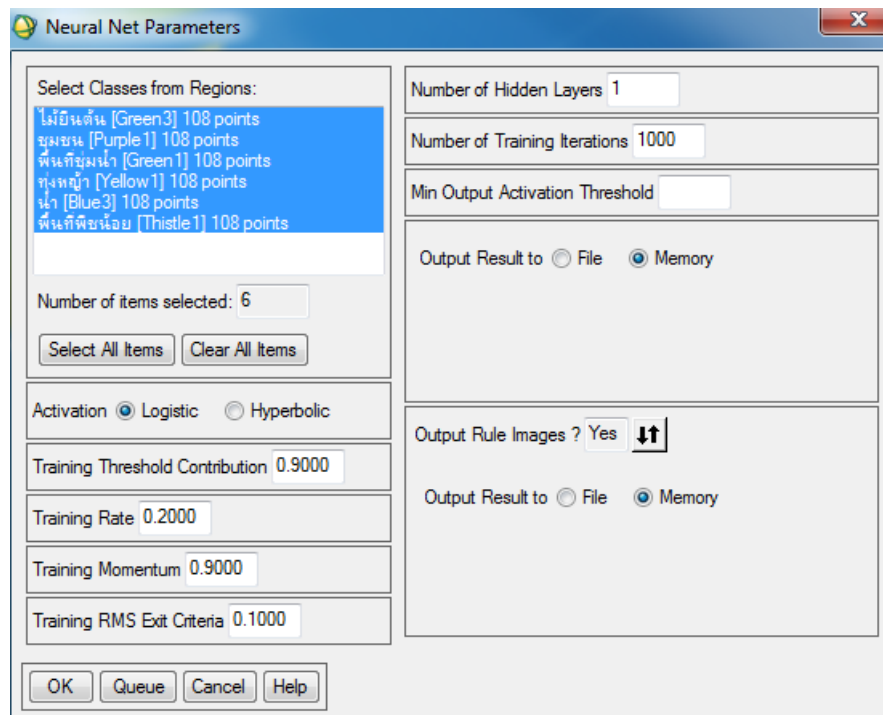 Neural Net Parameters
Select Classes from Regions:
ไม้ยืนต้น [Green3] 108 points
ชุมชน [Purple1] 108 points
พื้นที่ชุ่มน้ำ [Green1] 108 points
ทุ่งหญ้า [Yellow1] 108 points
น้ำ [Blue3] 108 points
พื้นที่พืชน้อย [Thistle1] 108 points
Number of items selected: 6
Select All Items Clear All Items
Activation Logistic Hyperbolic
Training Threshold Contribution 0.9000
Training Rate 0.2000
Training Momentum 0.9000
Training RMS Exit Criteria 0.1000
Number of Hidden Layers 1
Number of Training Iterations 1000
Min Output Activation Threshold
Output Result to File Memory
Output Rule Images ? Yes
Output Result to File Memory
OK Queue Cancel Help